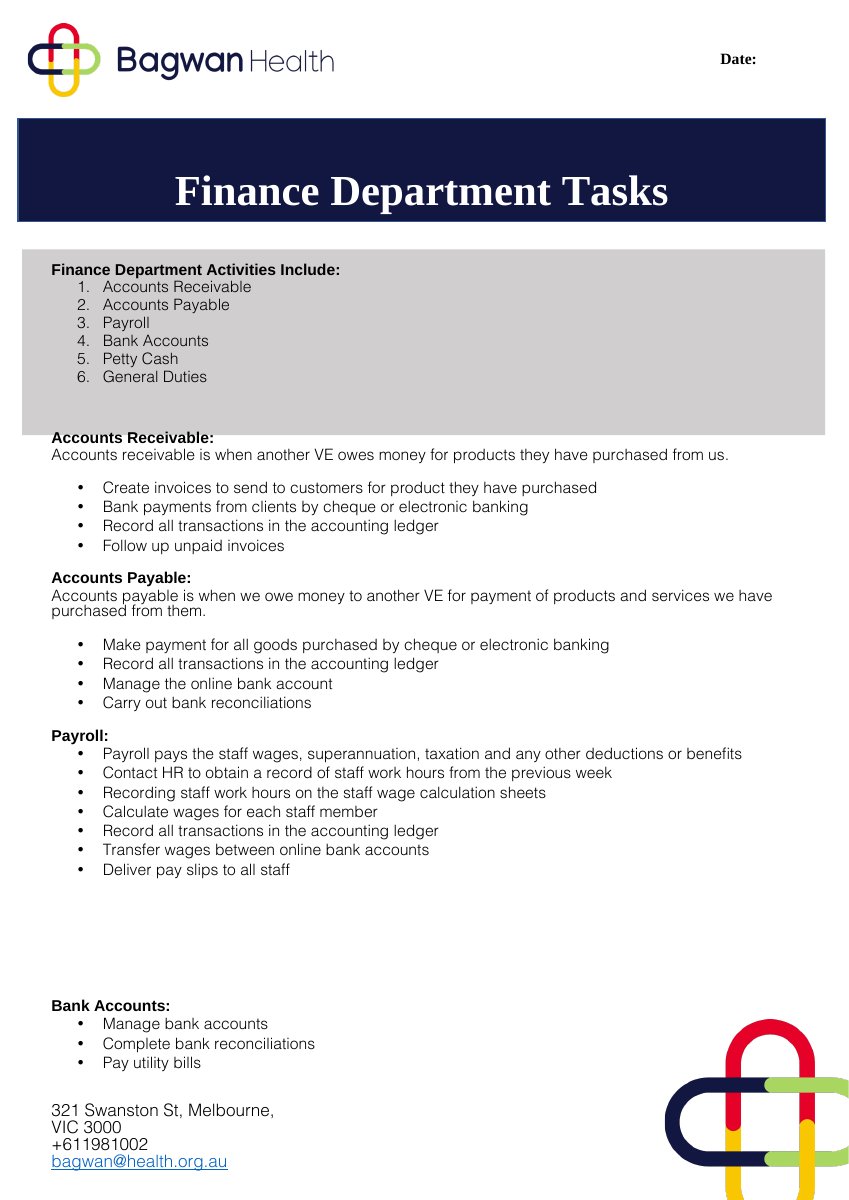 Bagwan Health
Date:
Finance Department Tasks
Finance Department Activities Include:
1. Accounts Receivable
2. Accounts Payable
3. Payroll
4. Bank Accounts
5. Petty Cash
6. General Duties
Accounts Receivable:
Accounts receivable is when another VE owes money for products they have purchased from us.
• Create invoices to send to customers for product they have purchased
• Bank payments from clients by cheque or electronic banking
• Record all transactions in the accounting ledger
• Follow up unpaid invoices
Accounts Payable:
Accounts payable is when we owe money to another VE for payment of products and services we have
purchased from them.
• Make payment for all goods purchased by cheque or electronic banking
• Record all transactions in the accounting ledger
• Manage the online bank account
• Carry out bank reconciliations
Payroll:
• Payroll pays the staff wages, superannuation, taxation and any other deductions or benefits
• Contact HR to obtain a record of staff work hours from the previous week
• Recording staff work hours on the staff wage calculation sheets
• Calculate wages for each staff member
• Record all transactions in the accounting ledger
• Transfer wages between online bank accounts
• Deliver pay slips to all staff
Bank Accounts:
• Manage bank accounts
• Complete bank reconciliations
• Pay utility bills
321 Swanston St, Melbourne,
VIC 3000
+611981002
bagwan@health.org.au